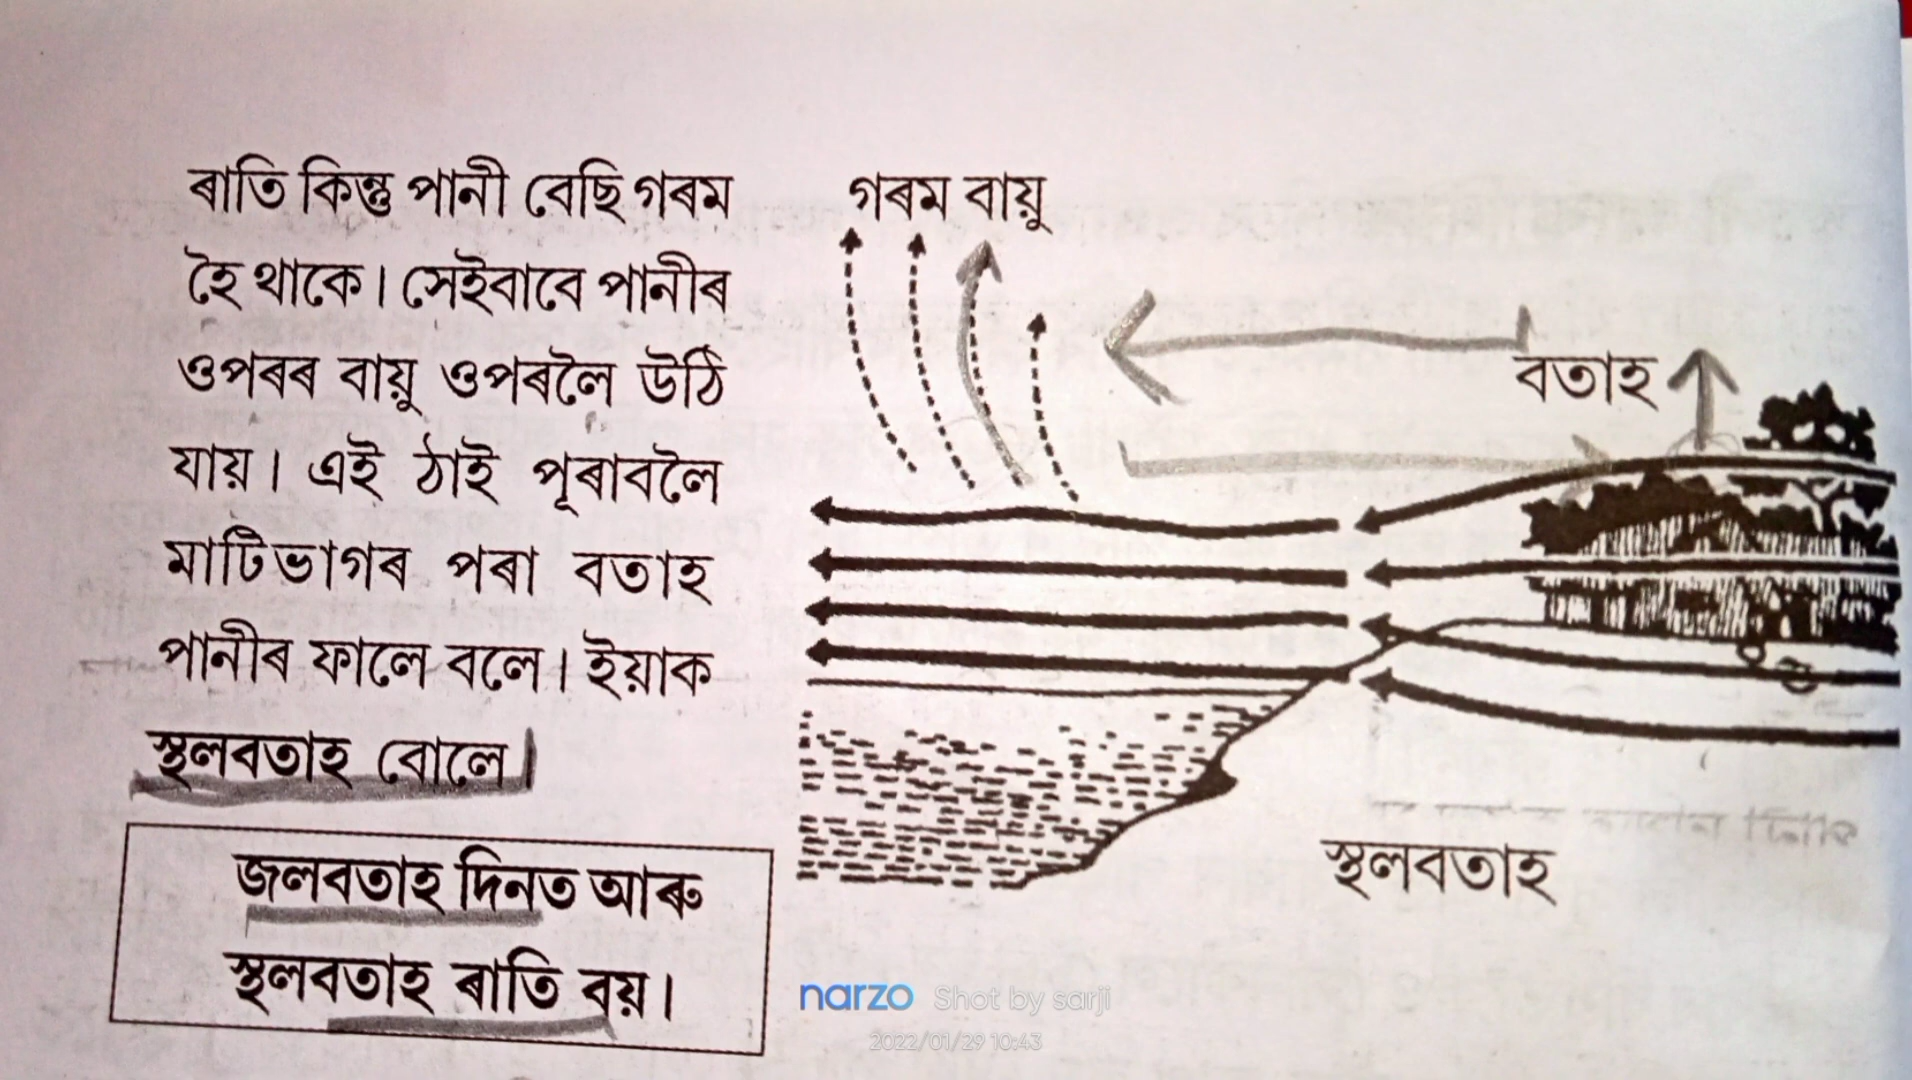 ৰাতি কিন্তু পানী বেছি গৰম
হৈ থাকে। সেইবাবে পানীৰ
ওপৰৰ বায়ু ওপৰলৈ উঠি
যায়। এই ঠাই পূৰাবলৈ
মাটিভাগৰ পৰা বতাহ
পানীৰ ফালে বলে। ইয়াক
স্থলবতাহ বোলে।
জলবতাহ দিনত আৰু
স্থলবতাহ ৰাতি বয়।
গৰম বায়ু
বতাহ
স্থলবতাহ
narzo Shot by sarji
2022/01/29 10:43